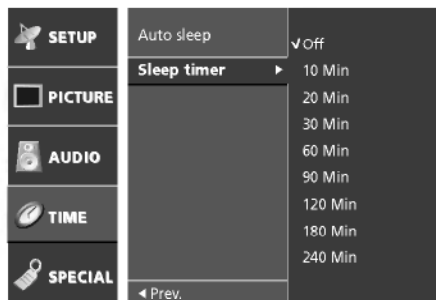 SETUP
PICTURE
AUDIO
TIME
SPECIAL
Auto sleep
Sleep timer ▶
◀ Prev.
✓Off
10 Min
20 Min
30 Min
60 Min
90 Min
120 Min
180 Min
240 Min